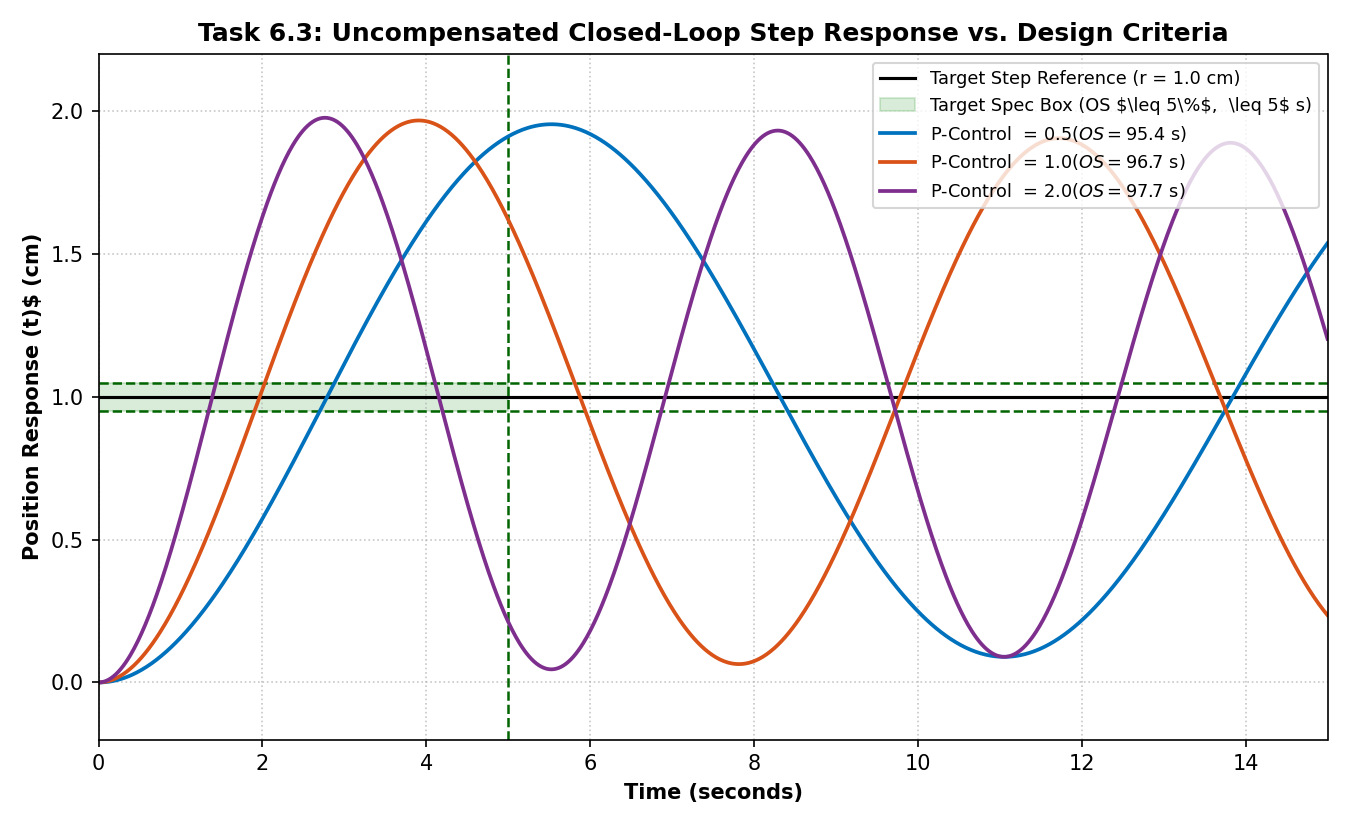 Task 6.3: Uncompensated Closed-Loop Step Response vs. Design Criteria
Target Step Reference (r = 1.0 cm)
Target Spec Box (OS $\leq 5\%$,  \leq 5$ s)
P-Control  = 0.5(OS = 95.4 s)
P-Control  = 1.0(OS = 96.7 s)
P-Control  = 2.0(OS = 97.7 s)
Position Response (t)$ (cm)
2.0
1.5
1.0
0.5
0.0
0 2 4 6 8 10 12 14
Time (seconds)